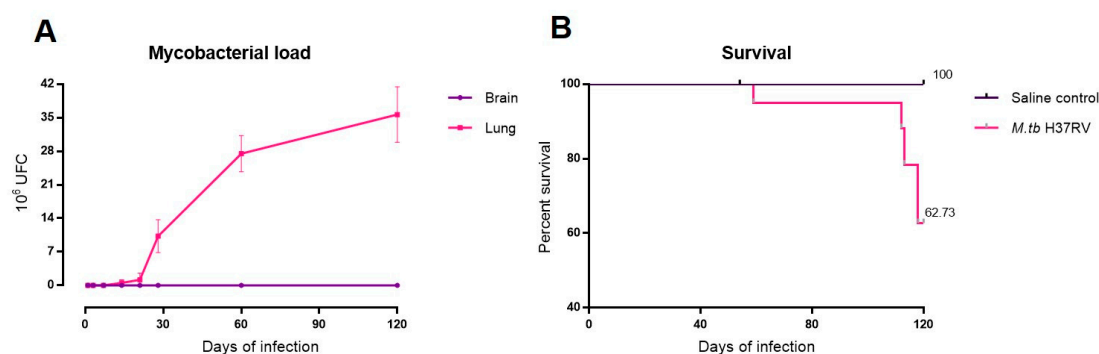 A
Mycobacterial load
42
35
28
21
14
7
0
10⁶ UFC
0 30 60 90 120
Days of infection
Brain
Lung
B
Survival
100
80
60
40
Percent survival
100
62.73
0 40 80 120
Days of infection
Saline control
M.tb H37RV